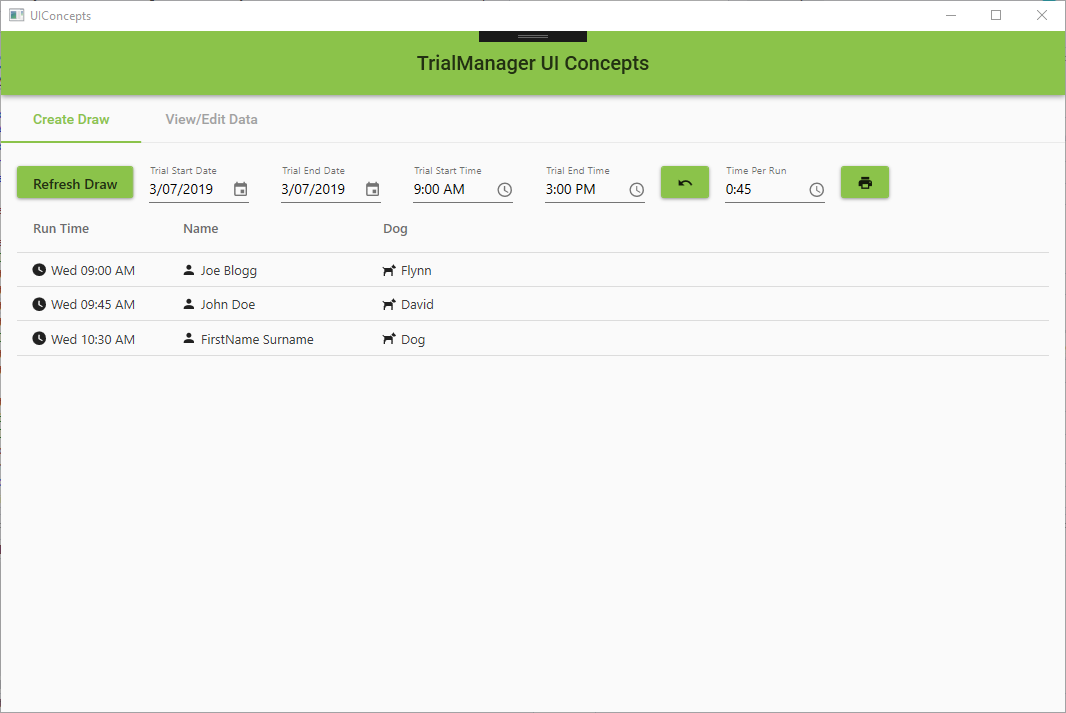 UIConcepts
TrialManager UI Concepts
Create Draw View/Edit Data
Refresh Draw
Trial Start Date Trial End Date Trial Start Time Trial End Time Time Per Run
3/07/2019 3/07/2019 9:00 AM 3:00 PM 0:45
Run Time Name Dog
Wed 09:00 AM Joe Blogg Flynn
Wed 09:45 AM John Doe David
Wed 10:30 AM FirstName Surname Dog